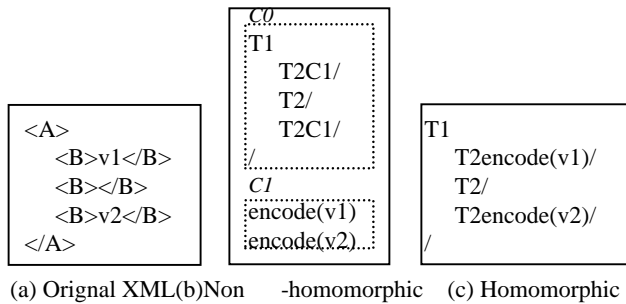 <A>
<B>v1</B>
<B></B>
<B>v2</B>
</A>
C0
T1
T2C1/
T2/
T2C1/
/
C1
encode(v1)
encode(v2)
T1
T2encode(v1)/
T2/
T2encode(v2)/
/
(a) Orignal XML(b)Non -homomorphic (c) Homomorphic